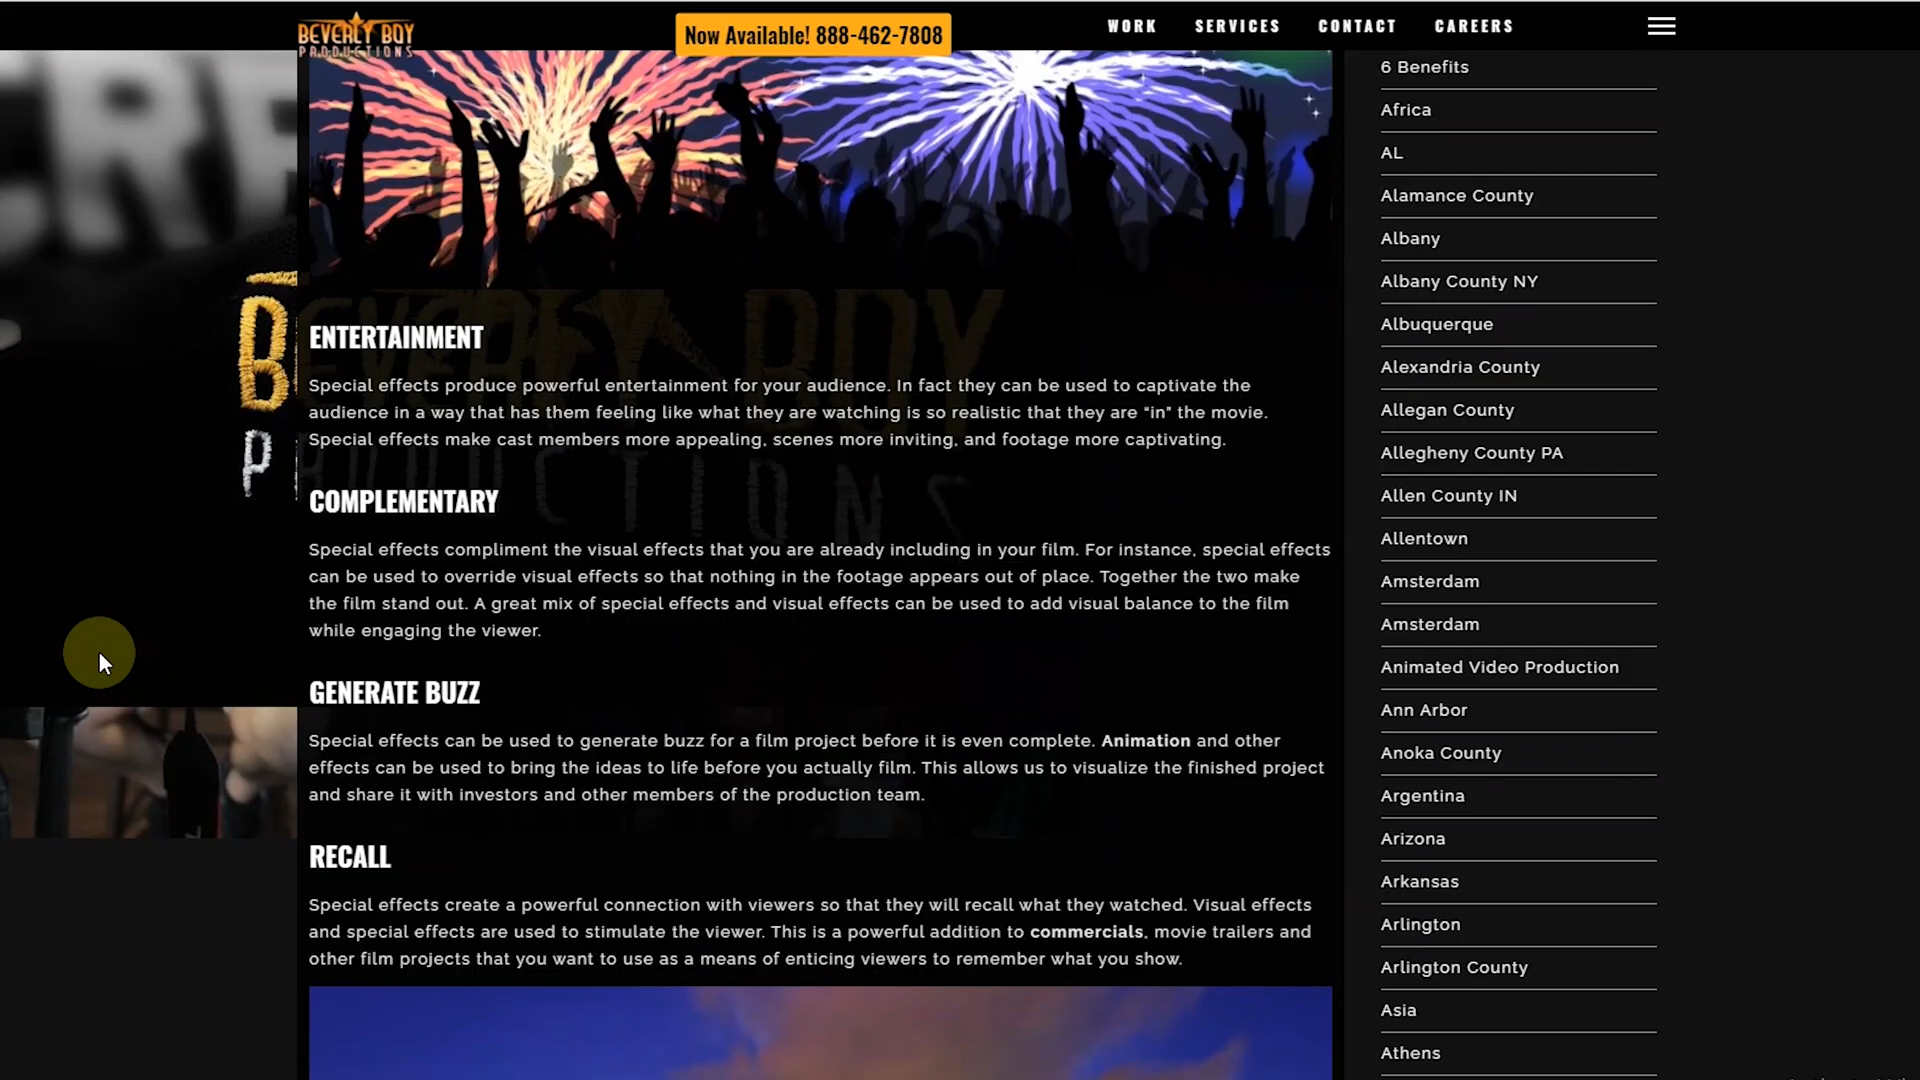 BEVERLY BOY
PRODUCTIONS
Now Available! 888-462-7808
WORK SERVICES CONTACT CAREERS
BEVERLY BOY
PRODUCTIONS
ENTERTAINMENT
Special effects produce powerful entertainment for your audience. In fact they can be used to captivate the
audience in a way that has them feeling like what they are watching is so realistic that they are “in” the movie.
Special effects make cast members more appealing, scenes more inviting, and footage more captivating.
COMPLEMENTARY
Special effects compliment the visual effects that you are already including in your film. For instance, special effects
can be used to override visual effects so that nothing in the footage appears out of place. Together the two make
the film stand out. A great mix of special effects and visual effects can be used to add visual balance to the film
while engaging the viewer.
GENERATE BUZZ
Special effects can be used to generate buzz for a film project before it is even complete. Animation and other
effects can be used to bring the ideas to life before you actually film. This allows us to visualize the finished project
and share it with investors and other members of the production team.
RECALL
Special effects create a powerful connection with viewers so that they will recall what they watched. Visual effects
and special effects are used to stimulate the viewer. This is a powerful addition to commercials, movie trailers and
other film projects that you want to use as a means of enticing viewers to remember what you show.
6 Benefits
Africa
AL
Alamance County
Albany
Albany County NY
Albuquerque
Alexandria County
Allegan County
Allegheny County PA
Allen County IN
Allentown
Amsterdam
Amsterdam
Animated Video Production
Ann Arbor
Anoka County
Argentina
Arizona
Arkansas
Arlington
Arlington County
Asia
Athens